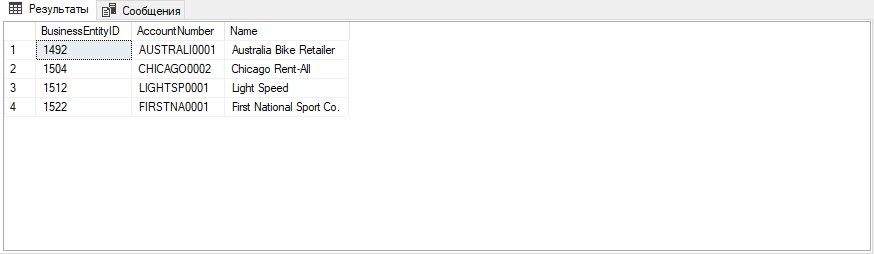 Результаты Сообщения
BusinessEntityID AccountNumber Name
1 1492 AUSTRALI0001 Australia Bike Retailer
2 1504 CHICAGO0002 Chicago Rent-All
3 1512 LIGHTSP0001 Light Speed
4 1522 FIRSTNA0001 First National Sport Co.